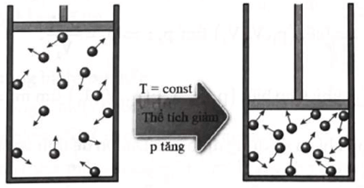 T = const
Thể tích giảm
p tăng